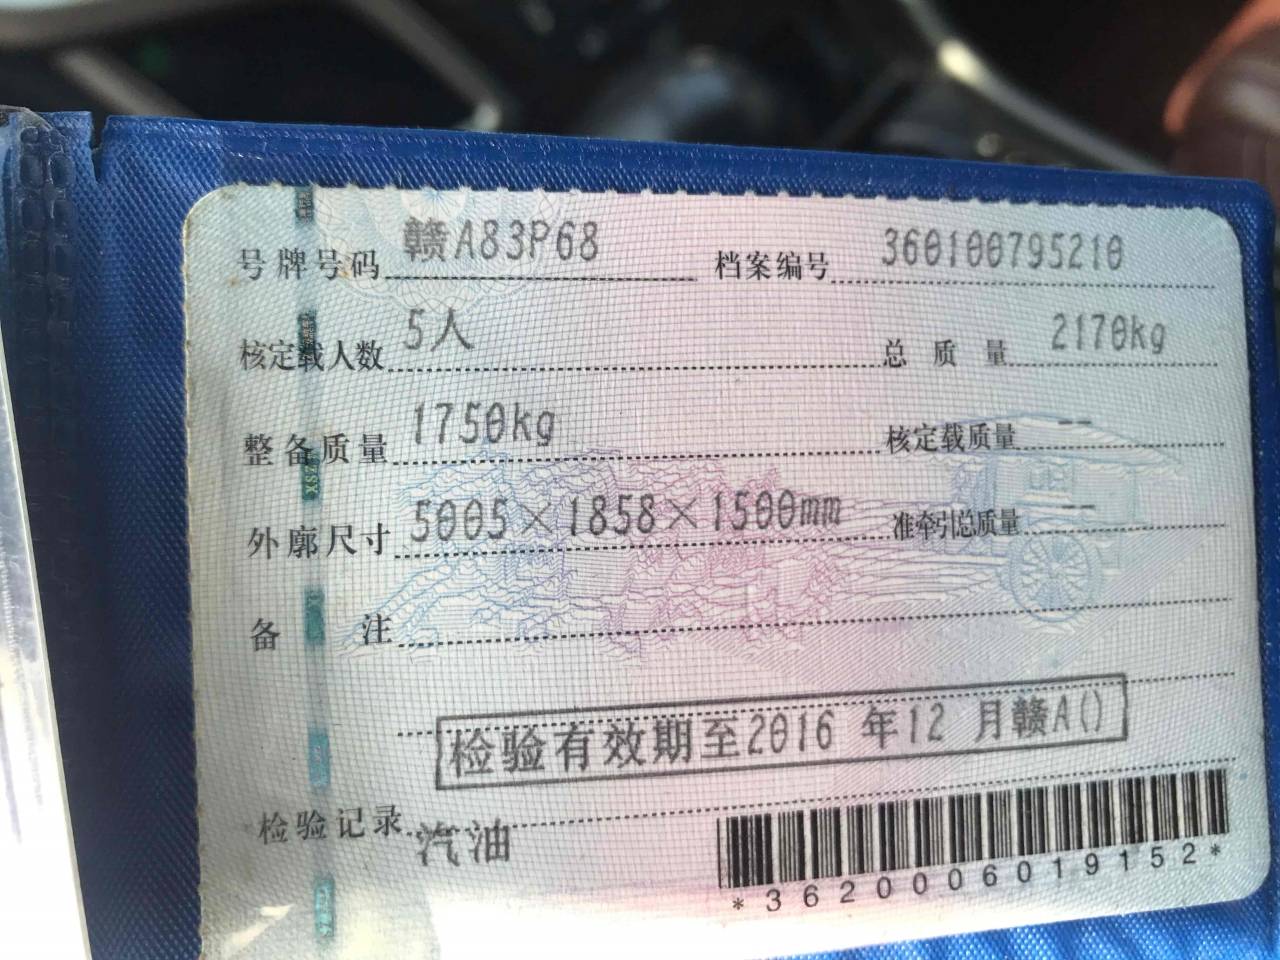 号牌号码 赣A83P68 档案编号 360100795210
核定载人数 5人 总质量 2170kg
整备质量 1750kg 核定载质量 --
外廓尺寸 5005×1858×1500mm 准牵引总质量 --
备注
检验有效期至2016 年12 月赣A()
检验记录 汽油
*3620006019152*